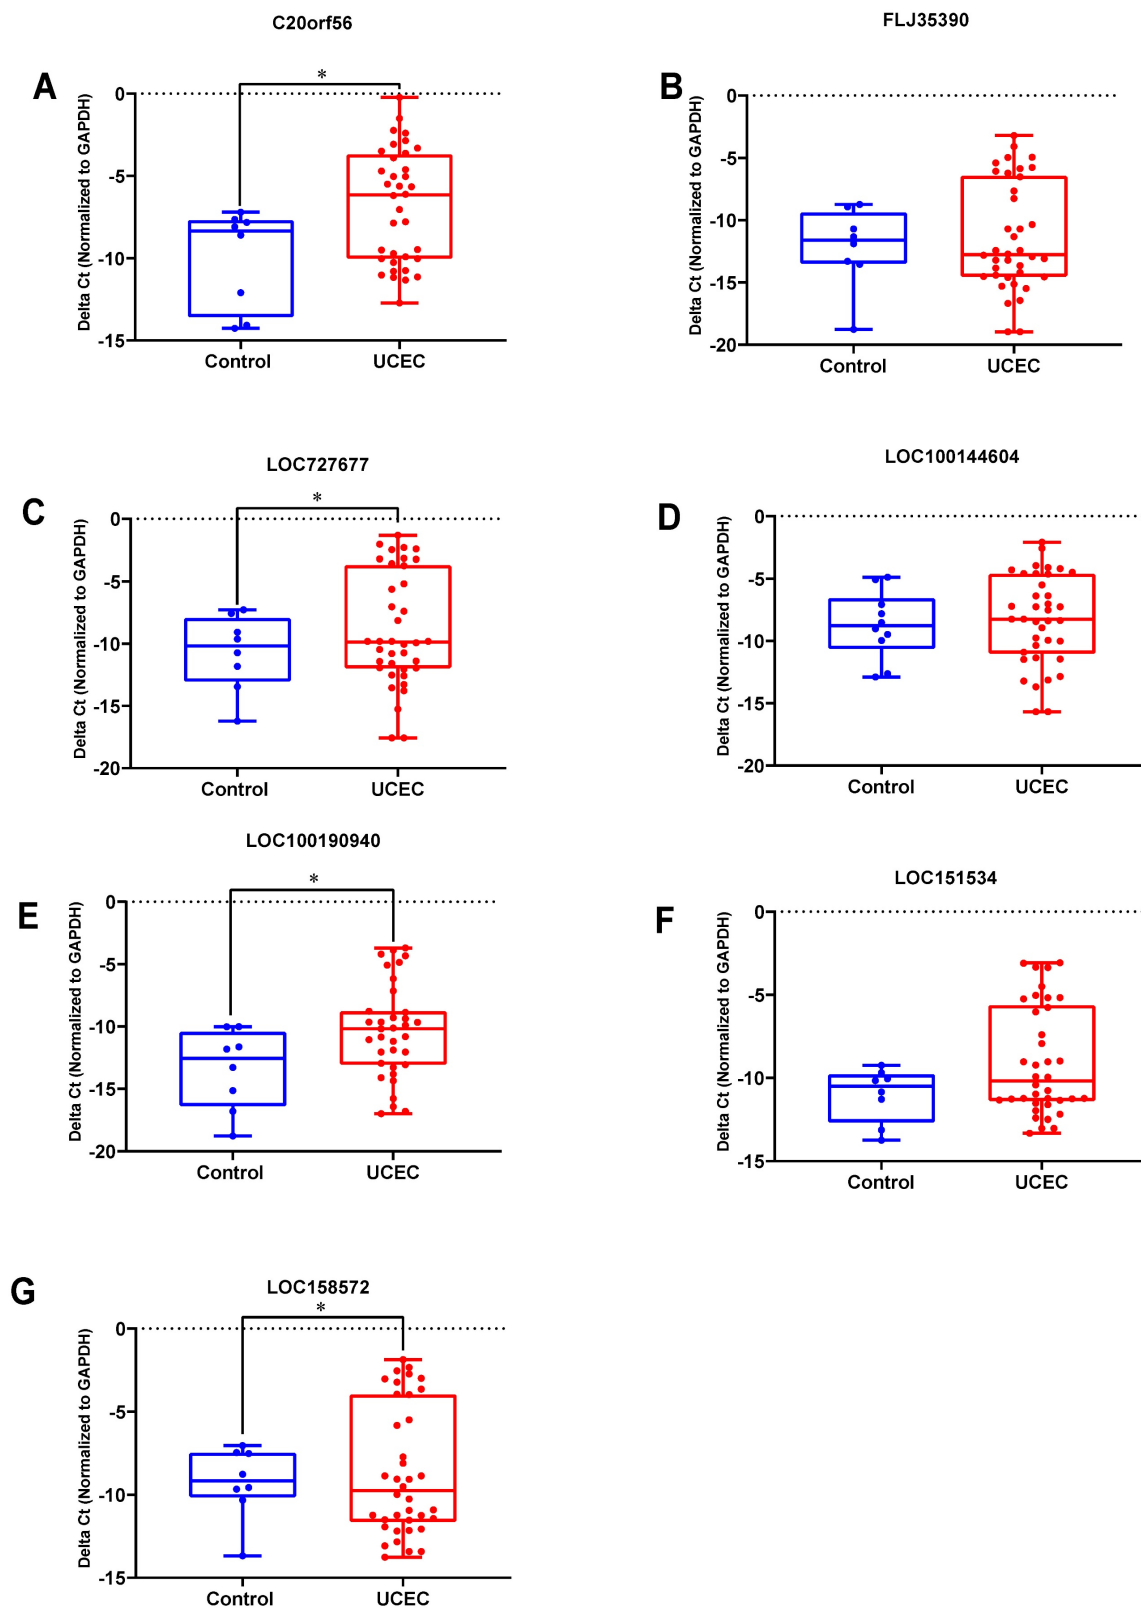 C20orf56
A
*
Delta Ct (Normalized to GAPDH)
0
-5
-10
-15
Control
UCEC
FLJ35390
B
Delta Ct (Normalized to GAPDH)
0
-5
-10
-15
-20
Control
UCEC
LOC727677
C
*
Delta Ct (Normalized to GAPDH)
0
-5
-10
-15
-20
Control
UCEC
LOC100144604
D
Delta Ct (Normalized to GAPDH)
0
-5
-10
-15
-20
Control
UCEC
LOC100190940
E
*
Delta Ct (Normalized to GAPDH)
0
-5
-10
-15
-20
Control
UCEC
LOC151534
F
Delta Ct (Normalized to GAPDH)
0
-5
-10
-15
Control
UCEC
LOC158572
G
*
Delta Ct (Normalized to GAPDH)
0
-5
-10
-15
Control
UCEC